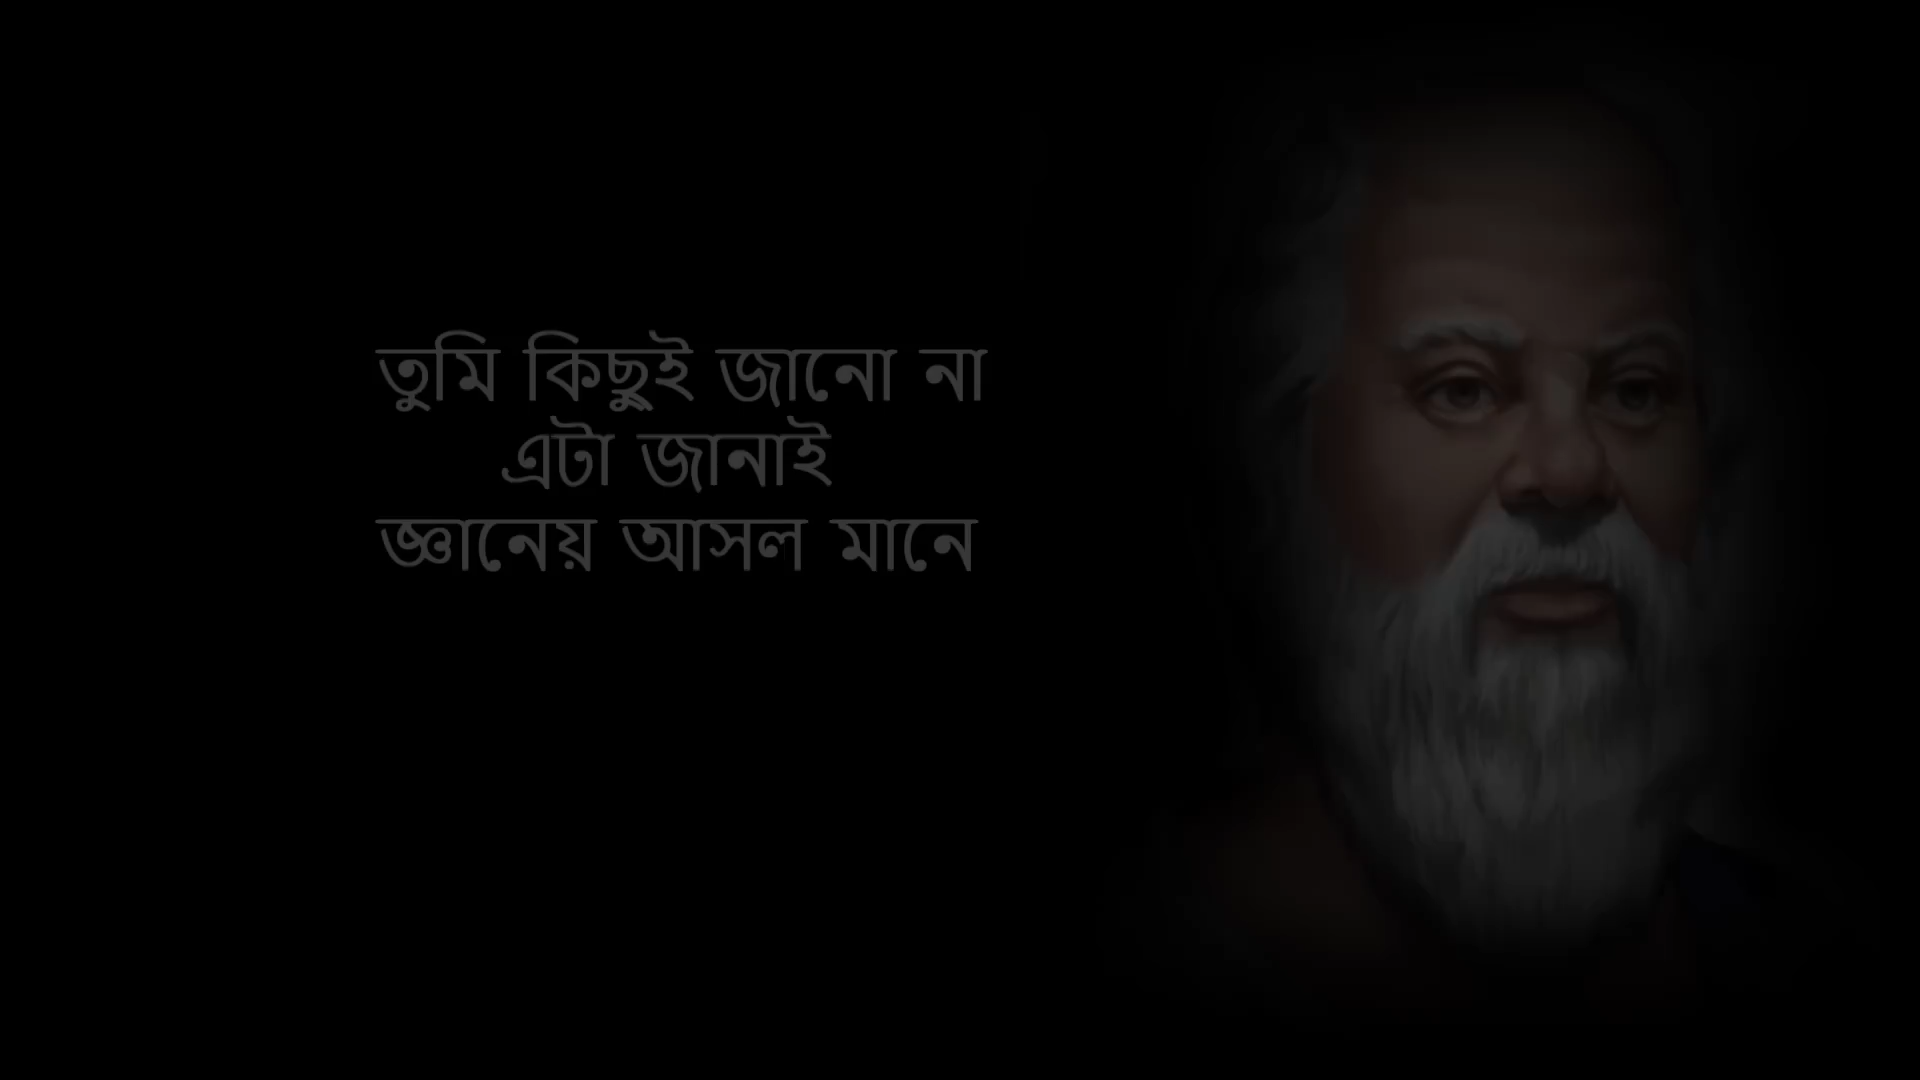 তুমি কিছুই জানো না
এটা জানাই
জ্ঞানেয় আসল মানে